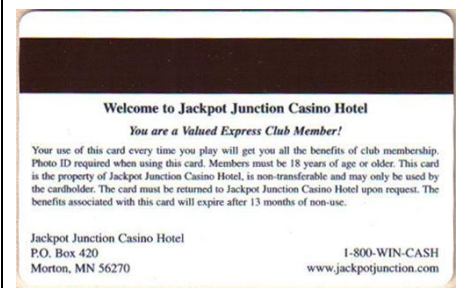 Welcome to Jackpot Junction Casino Hotel
You are a Valued Express Club Member!
Your use of this card every time you play will get you all the benefits of club membership.
Photo ID required when using this card. Members must be 18 years of age or older. This card
is the property of Jackpot Junction Casino Hotel, is non-transferable and may only be used by
the cardholder. The card must be returned to Jackpot Junction Casino Hotel upon request. The
benefits associated with this card will expire after 13 months of non-use.
Jackpot Junction Casino Hotel
P.O. Box 420
Morton, MN 56270
1-800-WIN-CASH
www.jackpotjunction.com